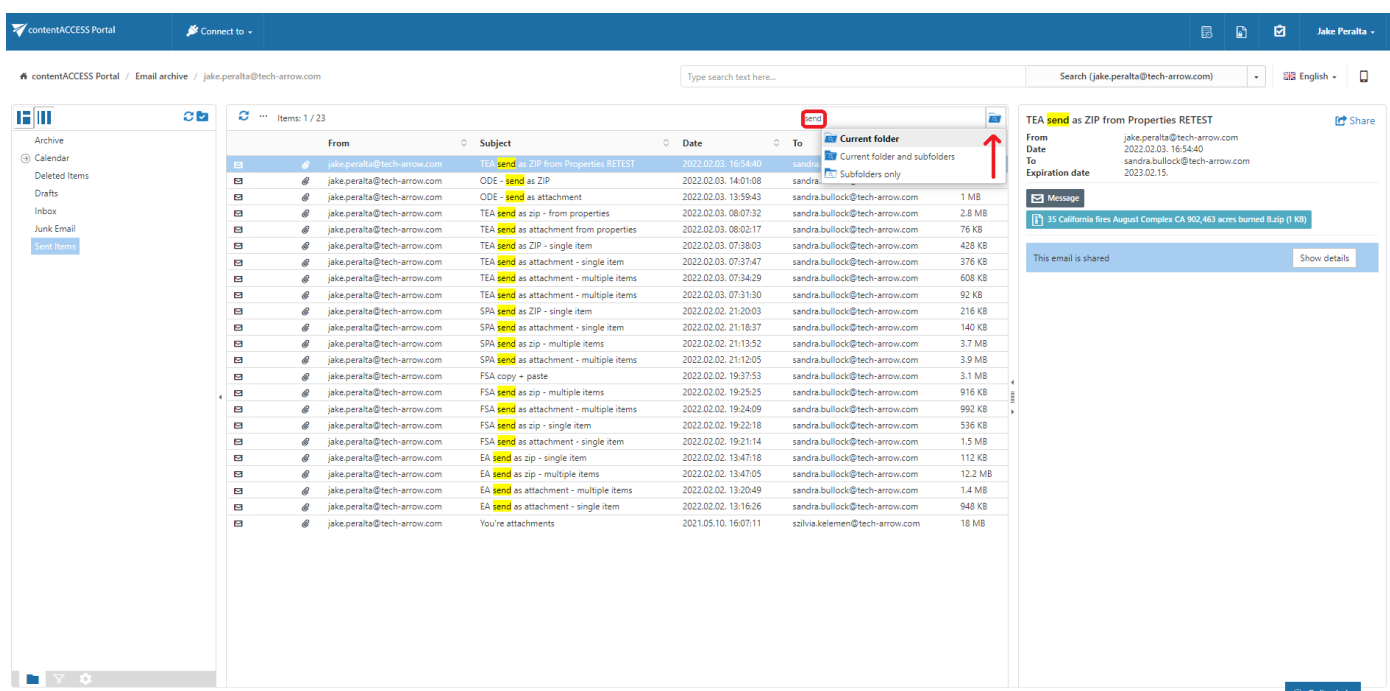 contentACCESS Portal
Connect to
Jake Peralta
contentACCESS Portal / Email archive / jake.peralta@tech-arrow.com
Type search text here...
Search (jake.peralta@tech-arrow.com)
English
Archive
Calendar
Deleted Items
Drafts
Inbox
Junk Email
Sent Items
Items: 1 / 23
send
From Subject Date To
Current folder
Current folder and subfolders
Subfolders only
jake.peralta@tech-arrow.com TEA send as ZIP from Properties RETEST 2022.02.03. 16:54:40 sandra.
jake.peralta@tech-arrow.com ODE - send as ZIP 2022.02.03. 14:01:08 sandra.
jake.peralta@tech-arrow.com ODE - send as attachment 2022.02.03. 13:59:43 sandra.bullock@tech-arrow.com 1 MB
jake.peralta@tech-arrow.com TEA send as zip - from properties 2022.02.03. 08:07:32 sandra.bullock@tech-arrow.com 2.8 MB
jake.peralta@tech-arrow.com TEA send as attachment from properties 2022.02.03. 08:02:17 sandra.bullock@tech-arrow.com 76 KB
jake.peralta@tech-arrow.com TEA send as ZIP - single item 2022.02.03. 07:38:03 sandra.bullock@tech-arrow.com 428 KB
jake.peralta@tech-arrow.com TEA send as attachment - single item 2022.02.03. 07:37:47 sandra.bullock@tech-arrow.com 376 KB
jake.peralta@tech-arrow.com TEA send as attachment - multiple items 2022.02.03. 07:34:29 sandra.bullock@tech-arrow.com 608 KB
jake.peralta@tech-arrow.com TEA send as attachment - multiple items 2022.02.03. 07:31:30 sandra.bullock@tech-arrow.com 92 KB
jake.peralta@tech-arrow.com SPA send as ZIP - single item 2022.02.02. 21:20:03 sandra.bullock@tech-arrow.com 216 KB
jake.peralta@tech-arrow.com SPA send as attachment - single item 2022.02.02. 21:18:37 sandra.bullock@tech-arrow.com 140 KB
jake.peralta@tech-arrow.com SPA send as zip - multiple items 2022.02.02. 21:13:52 sandra.bullock@tech-arrow.com 3.7 MB
jake.peralta@tech-arrow.com SPA send as attachment - multiple items 2022.02.02. 21:12:05 sandra.bullock@tech-arrow.com 3.9 MB
jake.peralta@tech-arrow.com FSA copy + paste 2022.02.02. 19:37:53 sandra.bullock@tech-arrow.com 3.1 MB
jake.peralta@tech-arrow.com FSA send as zip - multiple items 2022.02.02. 19:25:25 sandra.bullock@tech-arrow.com 916 KB
jake.peralta@tech-arrow.com FSA send as attachment - multiple items 2022.02.02. 19:24:09 sandra.bullock@tech-arrow.com 992 KB
jake.peralta@tech-arrow.com FSA send as zip - single item 2022.02.02. 19:22:18 sandra.bullock@tech-arrow.com 536 KB
jake.peralta@tech-arrow.com FSA send as attachment - single item 2022.02.02. 19:21:14 sandra.bullock@tech-arrow.com 1.5 MB
jake.peralta@tech-arrow.com EA send as zip - single item 2022.02.02. 13:47:18 sandra.bullock@tech-arrow.com 112 KB
jake.peralta@tech-arrow.com EA send as zip - multiple items 2022.02.02. 13:47:05 sandra.bullock@tech-arrow.com 12.2 MB
jake.peralta@tech-arrow.com EA send as attachment - multiple items 2022.02.02. 13:20:49 sandra.bullock@tech-arrow.com 1.4 MB
jake.peralta@tech-arrow.com EA send as attachment - single item 2022.02.02. 13:16:26 sandra.bullock@tech-arrow.com 948 KB
jake.peralta@tech-arrow.com You're attachments 2021.05.10. 16:07:11 szilvia.kelemen@tech-arrow.com 18 MB
TEA send as ZIP from Properties RETEST
Share
From jake.peralta@tech-arrow.com
Date 2022.02.03. 16:54:40
To sandra.bullock@tech-arrow.com
Expiration date 2023.02.15.
Message
35 California fires August Complex CA 902,463 acres burned 8.zip (1 KB)
This email is shared
Show details